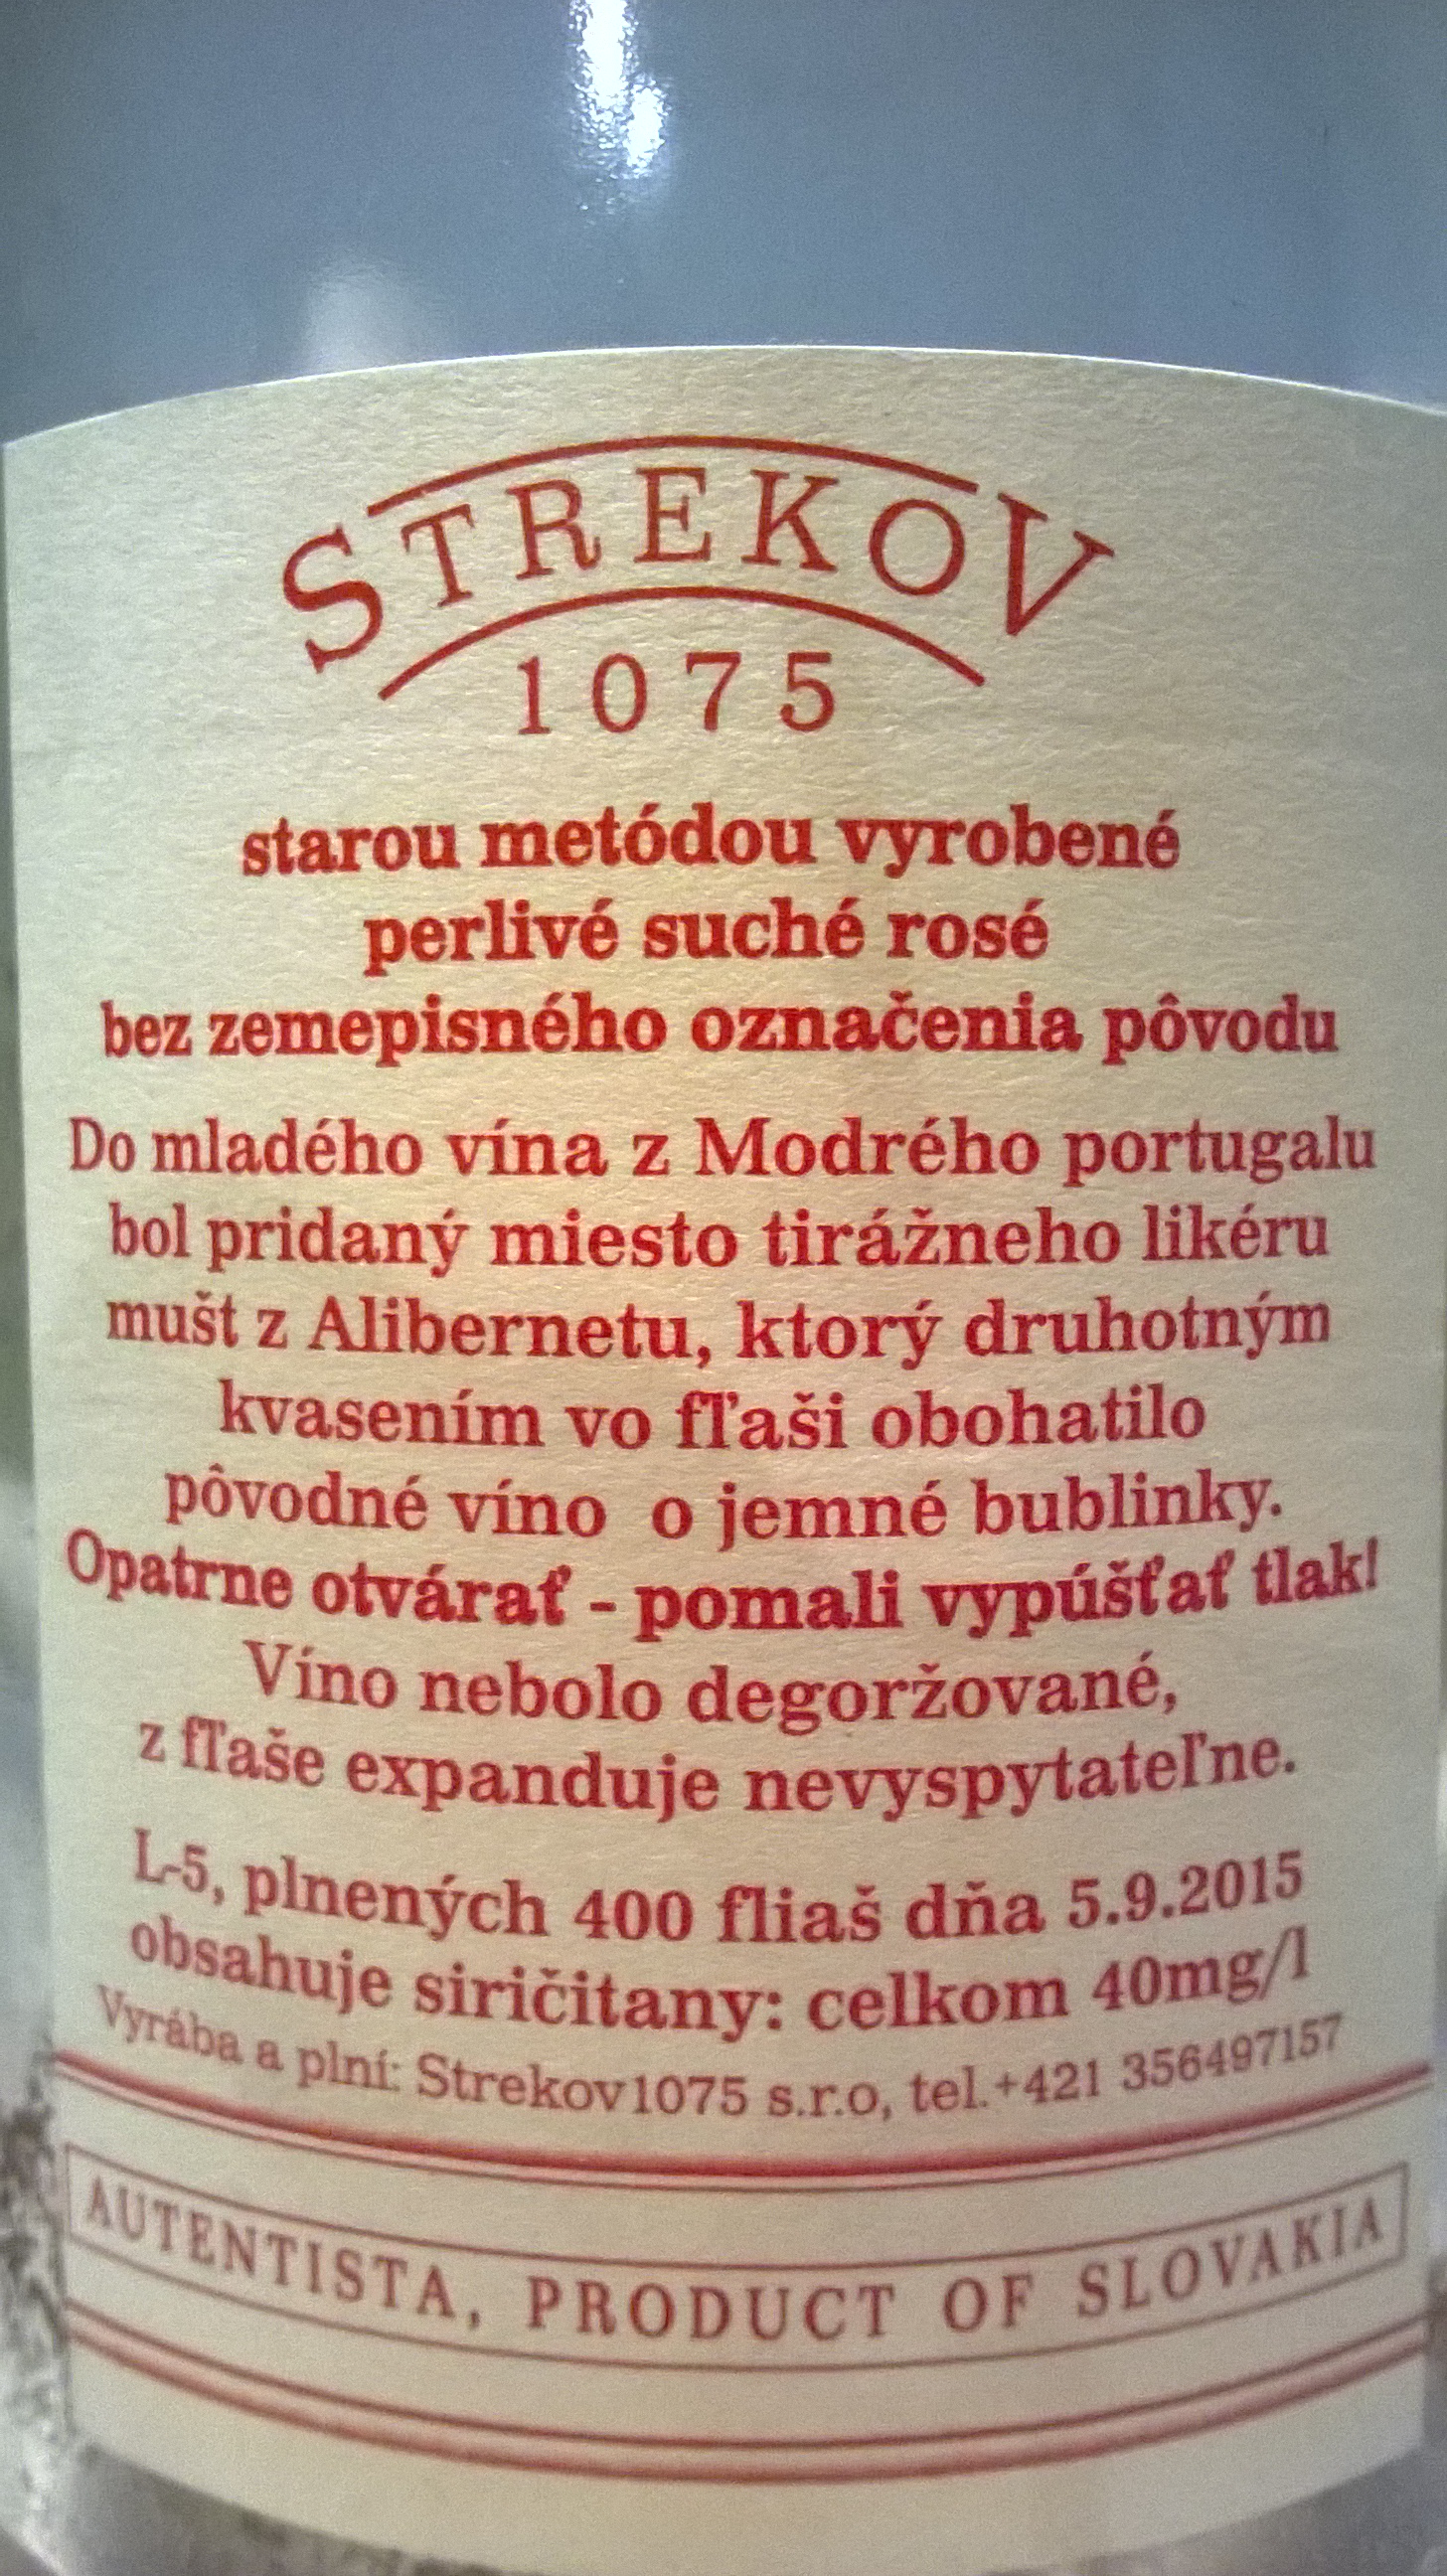 STREKOV
1075
starou metódou vyrobené
perlivé suché rosé
bez zemepisného označenia pôvodu
Do mladého vína z Modrého portugalu
bol pridaný miesto tirážneho likéru
mušt z Alibernetu, ktorý druhotným
kvasením vo fľaši obohatilo
pôvodné víno o jemné bublinky.
Opatrne otvárať - pomali vypúšťať tlak!
Víno nebolo degoržované,
z fľaše expanduje nevyspytateľne.
L-5, plnených 400 fliaš dňa 5.9.2015
obsahuje siričitany: celkom 40mg/l
Vyrába a plní: Strekov1075 s.r.o, tel.+421 356497157
AUTENTISTA, PRODUCT OF SLOVAKIA